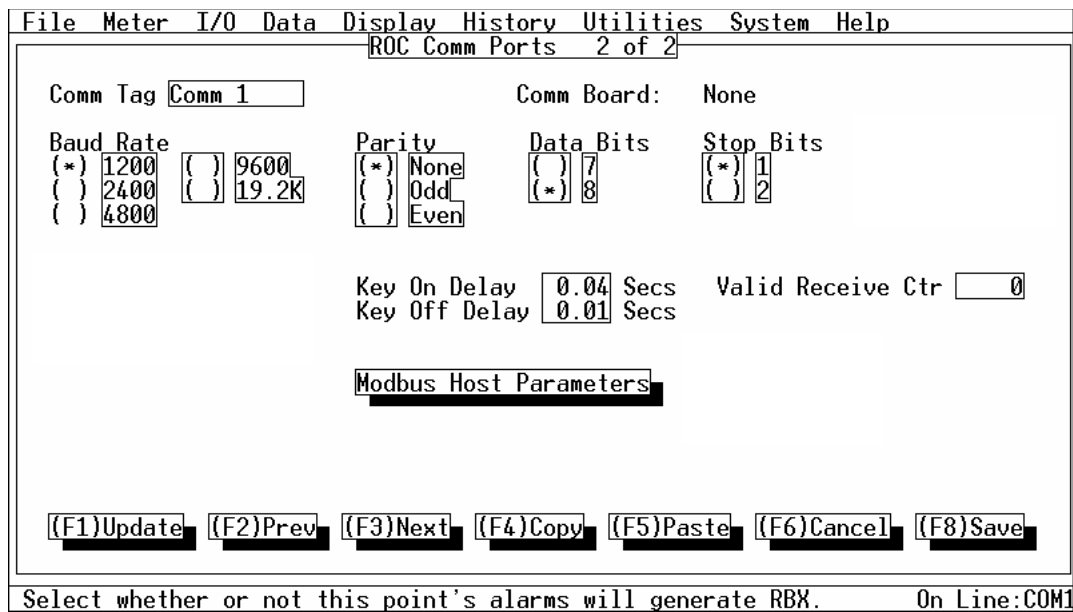 File Meter I/O Data Display History Utilities System Help
ROC Comm Ports 2 of 2
Comm Tag Comm 1 Comm Board: None
Baud Rate Parity Data Bits Stop Bits
(*) 1200 ( ) 9600 (*) None ( ) 7 (*) 1
( ) 2400 ( ) 19.2K ( ) Odd (*) 8 ( ) 2
( ) 4800 ( ) Even
Key On Delay 0.04 Secs Valid Receive Ctr 0
Key Off Delay 0.01 Secs
Modbus Host Parameters
(F1)Update (F2)Prev (F3)Next (F4)Copy (F5)Paste (F6)Cancel (F8)Save
Select whether or not this point's alarms will generate RBX. On Line:COM1